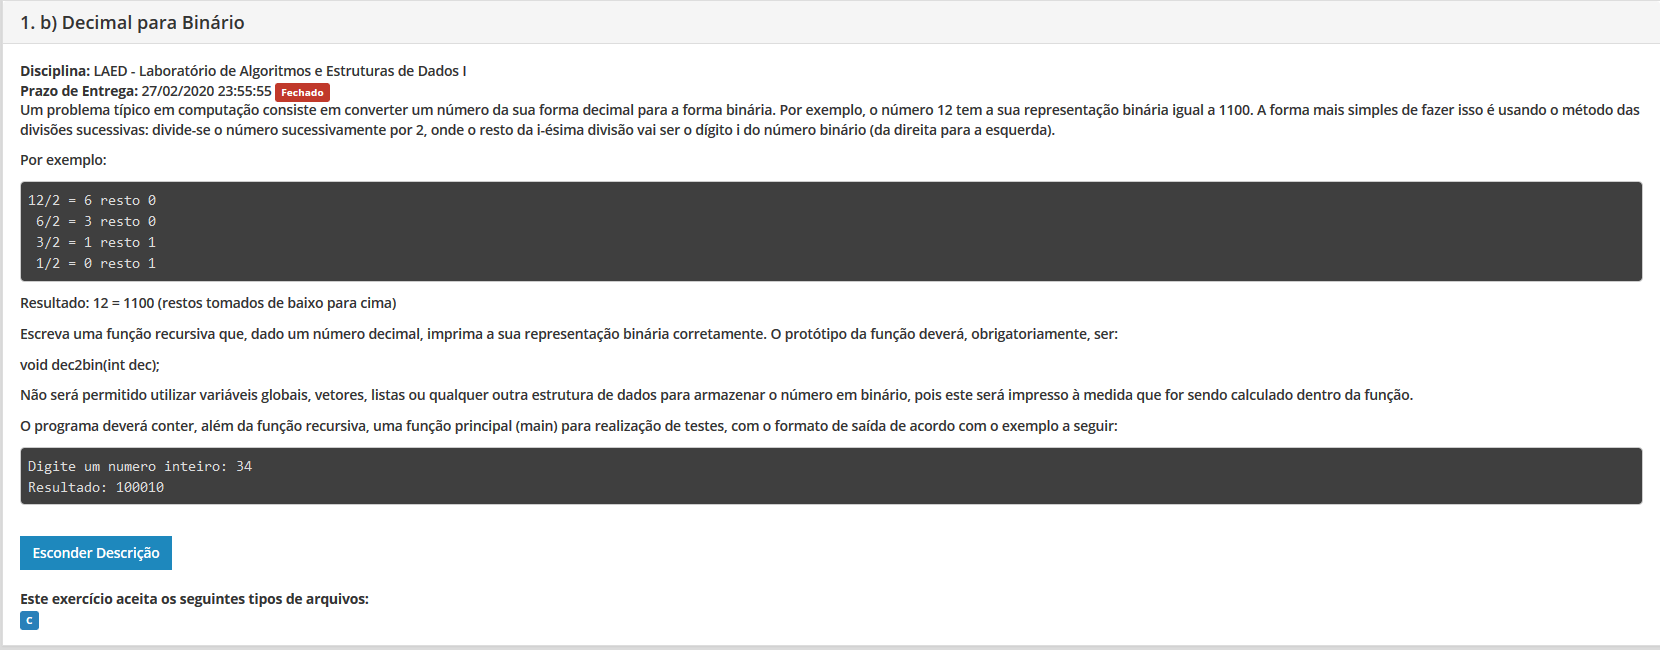 1. b) Decimal para Binário
Disciplina: LAED - Laboratório de Algoritmos e Estruturas de Dados I
Prazo de Entrega: 27/02/2020 23:55:55 Fechado
Um problema típico em computação consiste em converter um número da sua forma decimal para a forma binária. Por exemplo, o número 12 tem a sua representação binária igual a 1100. A forma mais simples de fazer isso é usando o método das
divisões sucessivas: divide-se o número sucessivamente por 2, onde o resto da i-ésima divisão vai ser o dígito i do número binário (da direita para a esquerda).
Por exemplo:
12/2 = 6 resto 0
6/2 = 3 resto 0
3/2 = 1 resto 1
1/2 = 0 resto 1
Resultado: 12 = 1100 (restos tomados de baixo para cima)
Escreva uma função recursiva que, dado um número decimal, imprima a sua representação binária corretamente. O protótipo da função deverá, obrigatoriamente, ser:
void dec2bin(int dec);
Não será permitido utilizar variáveis globais, vetores, listas ou qualquer outra estrutura de dados para armazenar o número em binário, pois este será impresso à medida que for sendo calculado dentro da função.
O programa deverá conter, além da função recursiva, uma função principal (main) para realização de testes, com o formato de saída de acordo com o exemplo a seguir:
Digite um numero inteiro: 34
Resultado: 100010
Esconder Descrição
Este exercício aceita os seguintes tipos de arquivos:
C